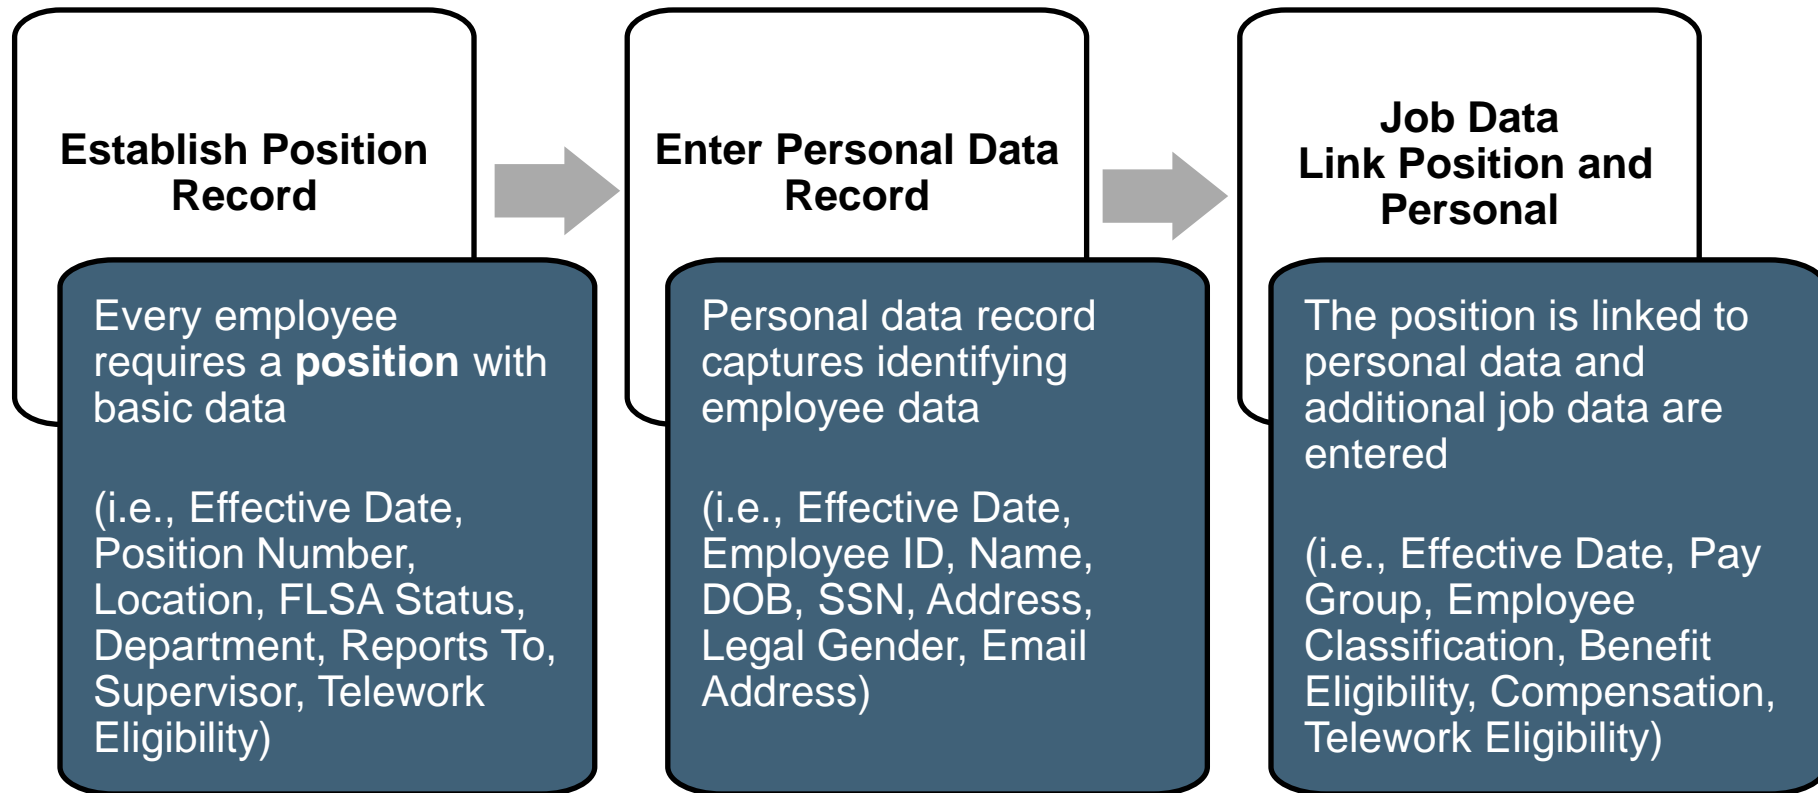 Establish Position
Record
Every employee
requires a position with
basic data
(i.e., Effective Date,
Position Number,
Location, FLSA Status,
Department, Reports To,
Supervisor, Telework
Eligibility)
Enter Personal Data
Record
Personal data record
captures identifying
employee data
(i.e., Effective Date,
Employee ID, Name,
DOB, SSN, Address,
Legal Gender, Email
Address)
Job Data
Link Position and
Personal
The position is linked to
personal data and
additional job data are
entered
(i.e., Effective Date, Pay
Group, Employee
Classification, Benefit
Eligibility, Compensation,
Telework Eligibility)